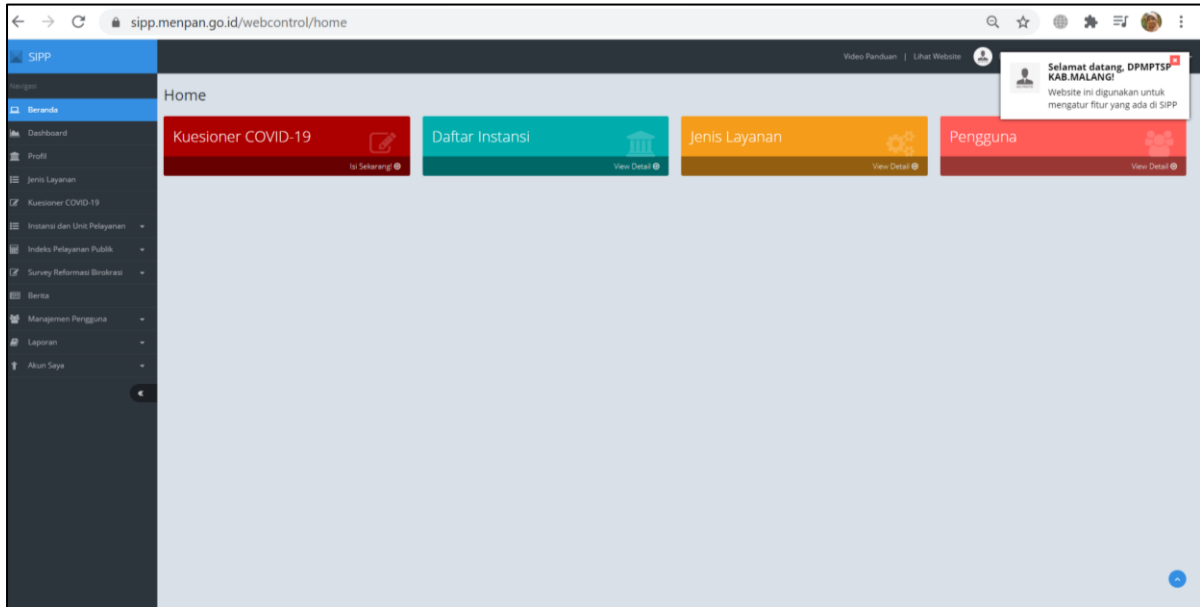 sipp.menpan.go.id/webcontrol/home
SIPP
Video Panduan | Lihat Website
Selamat datang, DPMPTSP
KAB.MALANG!
Website ini digunakan untuk
mengatur fitur yang ada di SIPP
Navigasi
Beranda
Dashboard
Profil
Jenis Layanan
Kuesioner COVID-19
Instansi dan Unit Pelayanan
Indeks Pelayanan Publik
Survey Reformasi Birokrasi
Berita
Manajemen Pengguna
Laporan
Akun Saya
Home
Kuesioner COVID-19
Isi Sekarang!
Daftar Instansi
View Detail
Jenis Layanan
View Detail
Pengguna
View Detail